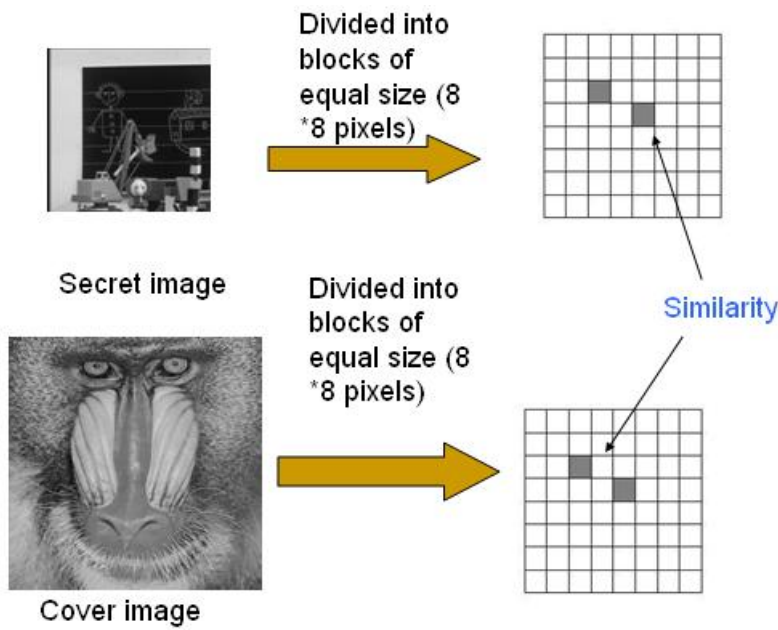 Divided into
blocks of
equal size (8
*8 pixels)
Secret image
Divided into
blocks of
equal size (8
*8 pixels)
Similarity
Cover image